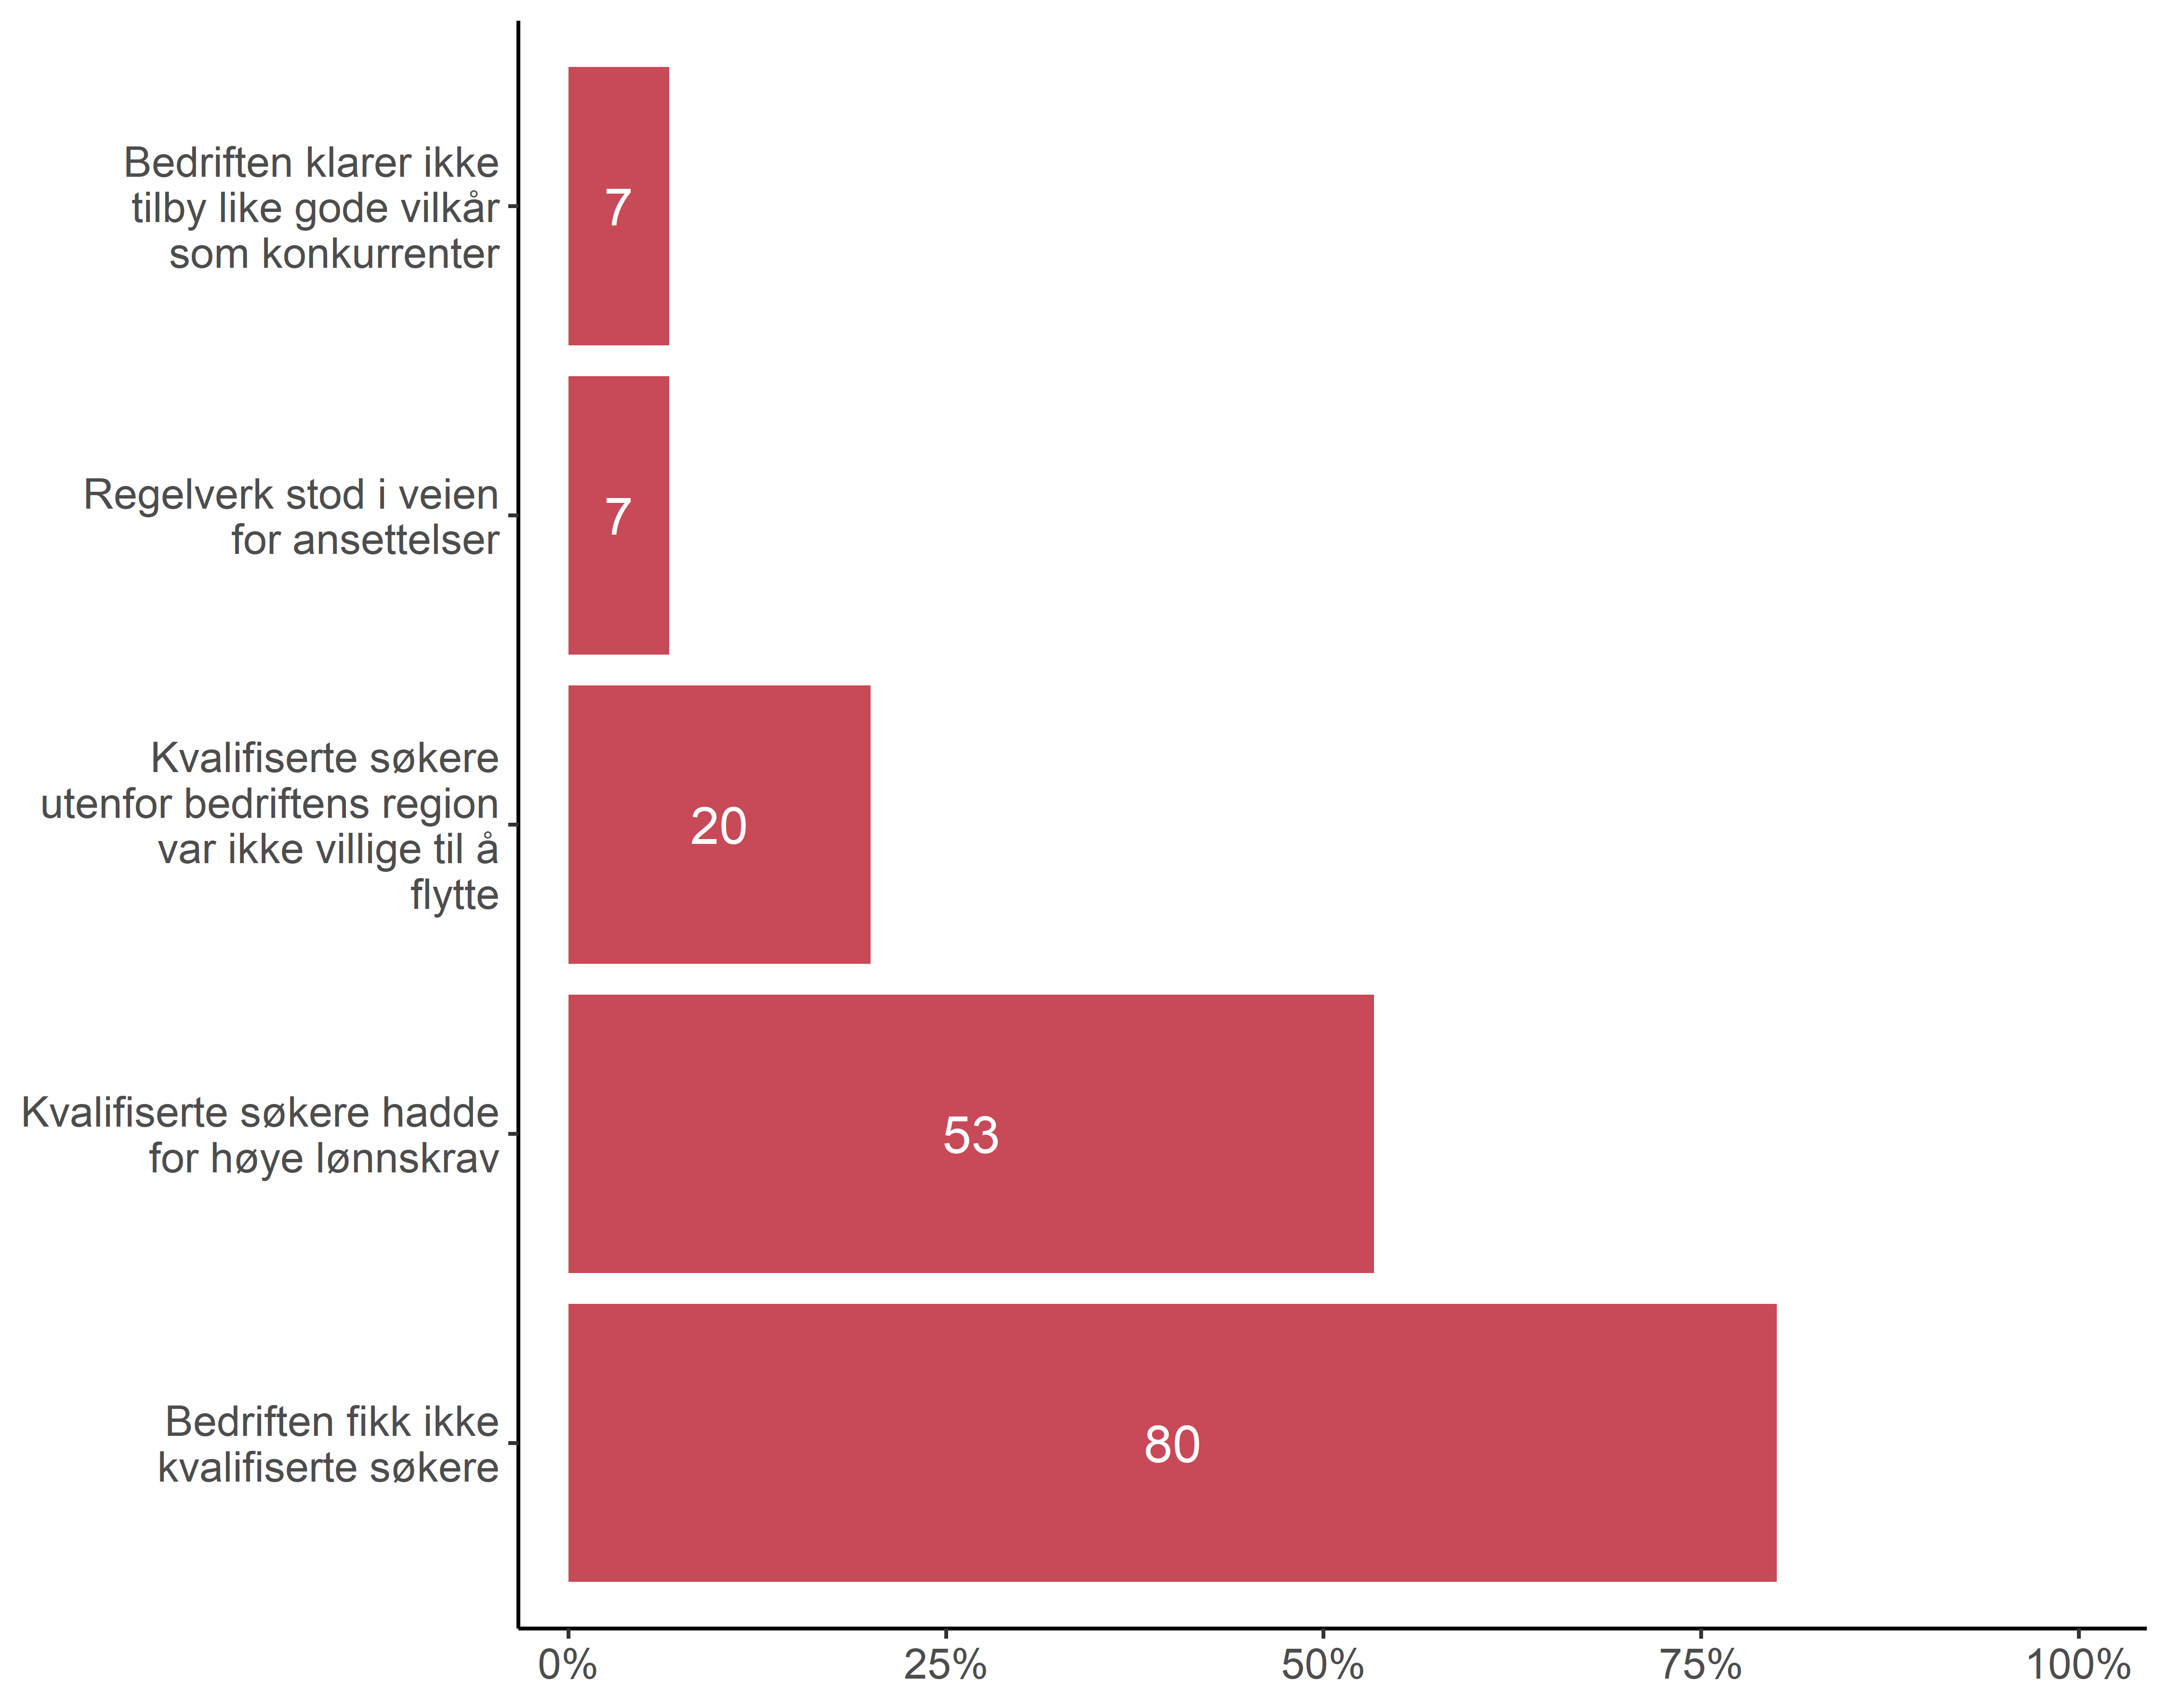 Bedriften klarer ikke
tilby like gode vilkår
som konkurrenter
7
Regelverk stod i veien
for ansettelser
7
Kvalifiserte søkere
utenfor bedriftens region
var ikke villige til å
flytte
20
Kvalifiserte søkere hadde
for høye lønnskrav
53
Bedriften fikk ikke
kvalifiserte søkere
80
0%
25%
50%
75%
100%